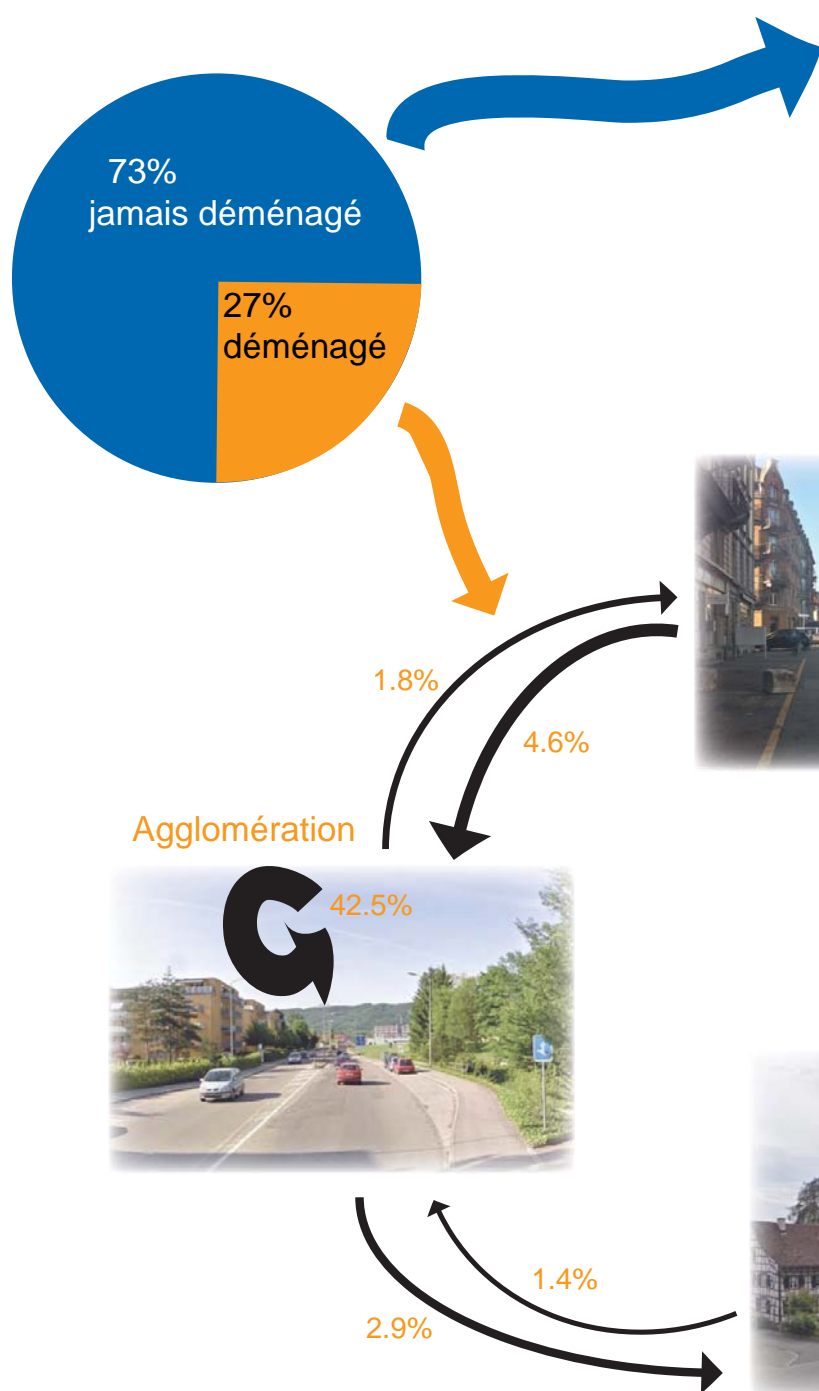 73%
jamais déménagé
27%
déménagé
1.8%
4.6%
Agglomération
42.5%
1.4%
2.9%